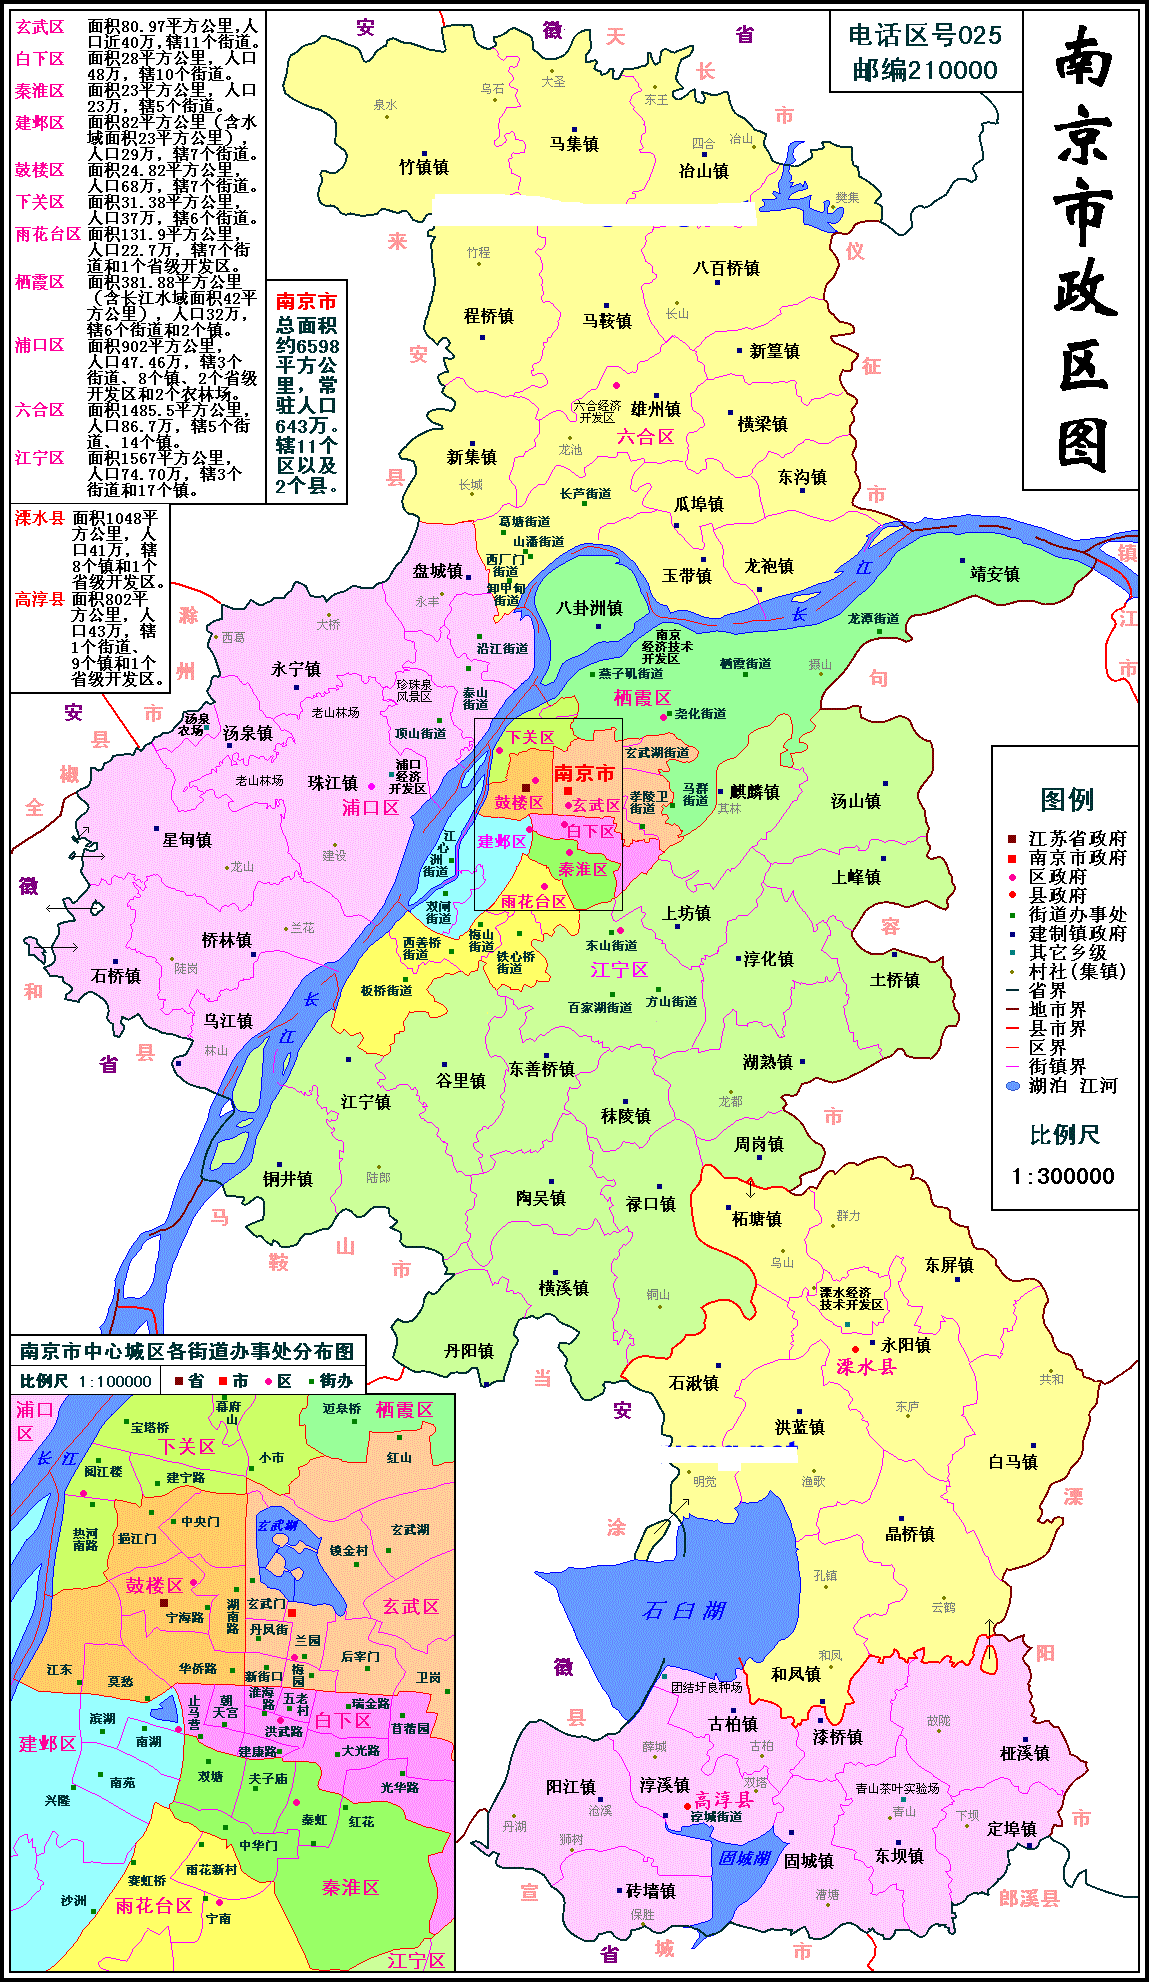 南京市政区图
电话区号025
邮编210000
玄武区 面积80.97平方公里,人
口近40万,辖11个街道。
白下区 面积28平方公里，人口
48万，辖10个街道。
秦淮区 面积23平方公里，人口
23万，辖5个街道。
建邺区 面积82平方公里（含水
域面积23平方公里），
人口29万，辖7个街道。
鼓楼区 面积24.82平方公里，
人口68万，辖7个街道。
下关区 面积31.38平方公里，
人口37万，辖6个街道。
雨花台区 面积131.9平方公里，
人口22.7万，辖7个街
道和1个省级开发区。
栖霞区 面积381.88平方公里
（含长江水域面积42平
方公里），人口32万，
辖6个街道和2个镇。
浦口区 面积902平方公里，
人口47.46万，辖3个
街道、8个镇、2个省级
开发区和2个农林场。
六合区 面积1485.5平方公里，
人口86.7万，辖5个街
道、14个镇。
江宁区 面积1567平方公里，
人口74.70万，辖3个
街道和17个镇。
溧水县 面积1048平
方公里，人
口41万，辖
8个镇和1个
省级开发区。
高淳县 面积802平
方公里，人
口43万，辖
1个街道、
9个镇和1个
省级开发区。
南京市
总面积
约6598
平方公
里，常
驻人口
643万。
辖11个
区以及
2个县。
安
徽
省
天
长
市
来
安
县
仪
征
市
镇
江
市
句
容
市
滁
州
市
安
徽
省
全
椒
县
和
县
马
鞍
山
市
当
涂
安
徽
省
县
宣
城
市
郎溪县
溧
阳
市
泉水
乌石
大圣
东王
四合
冶山
樊集
竹镇镇
马集镇
冶山镇
竹程
八百桥镇
程桥镇
马鞍镇
长山
新篁镇
六合经济
开发区
雄州镇
六合区
横梁镇
龙池
新集镇
长城
东沟镇
长芦街道
瓜埠镇
葛塘街道
山潘街道
西厂门
街道
卸甲甸
街道
玉带镇
龙袍镇
长
江
靖安镇
盘城镇
永丰
八卦洲镇
龙潭街道
大桥
西葛
沿江街道
南京
经济技术
开发区
燕子矶街道
栖霞街道
摄山
永宁镇
珍珠泉
风景区
泰山
街道
栖霞区
尧化街道
汤泉
农场
汤泉镇
老山林场
顶山街道
下关区
玄武湖街道
老山林场
珠江镇
浦口
经济
开发区
浦口区
南京市
鼓楼区
玄武区
孝陵卫
街道
马群
街道
麒麟镇
其林
汤山镇
星甸镇
建设
龙山
江
心
洲
街道
建邺区
白下区
秦淮区
雨花台区
上峰镇
双闸
街道
上坊镇
兰花
桥林镇
陡岗
石桥镇
西善桥
街道
梅山
街道
铁心桥
街道
板桥街道
东山街道
江宁区
淳化镇
土桥镇
百家湖街道
方山街道
乌江镇
林山
长
江
谷里镇
东善桥镇
湖熟镇
江宁镇
秣陵镇
龙都
周岗镇
铜井镇
陆郎
陶吴镇
禄口镇
横溪镇
铜山
丹阳镇
柘塘镇
群力
乌山
东屏镇
溧水经济
技术开发区
永阳镇
溧水县
石湫镇
共和
东庐
洪蓝镇
白马镇
明觉
渔歌
晶桥镇
孔镇
云鹤
石臼湖
和凤
和凤镇
团结圩良种场
古柏镇
漆桥镇
故陇
桠溪镇
薛城
古柏
阳江镇
淳溪镇
双塔
高淳县
淳城街道
沧溪
丹湖
狮树
青山茶叶实验场
青山
下坝
定埠镇
固城湖
固城镇
东坝镇
砖墙镇
保胜
漕塘
图例
江苏省政府
南京市政府
区政府
县政府
街道办事处
建制镇政府
其它乡级
村社(集镇)
省界
地市界
县市界
区界
街镇界
湖泊 江河
比例尺
1:300000
南京市中心城区各街道办事处分布图
比例尺 1:100000 省 市 区 街办
浦口
区
长 江
宝塔桥
幕府
山
迈皋桥
栖霞区
下关区
小市
红山
阅江楼
建宁路
热河
南路
挹江门
中央门
玄武湖
玄武湖
锁金村
鼓楼区
宁海路
湖
南
路
玄武门
丹凤街
玄武区
兰园
后宰门
江东
莫愁
华侨路
新街口
梅
园
卫岗
止
马
营
朝
天宫
淮海
路
五老
村
瑞金路
滨湖
南湖
洪武路
白下区
苜蓿园
建邺区
建康路
大光路
南苑
双塘
夫子庙
光华路
兴隆
秦虹
红花
中华门
赛虹桥
雨花新村
沙洲
雨花台区
宁南
秦淮区
江宁区